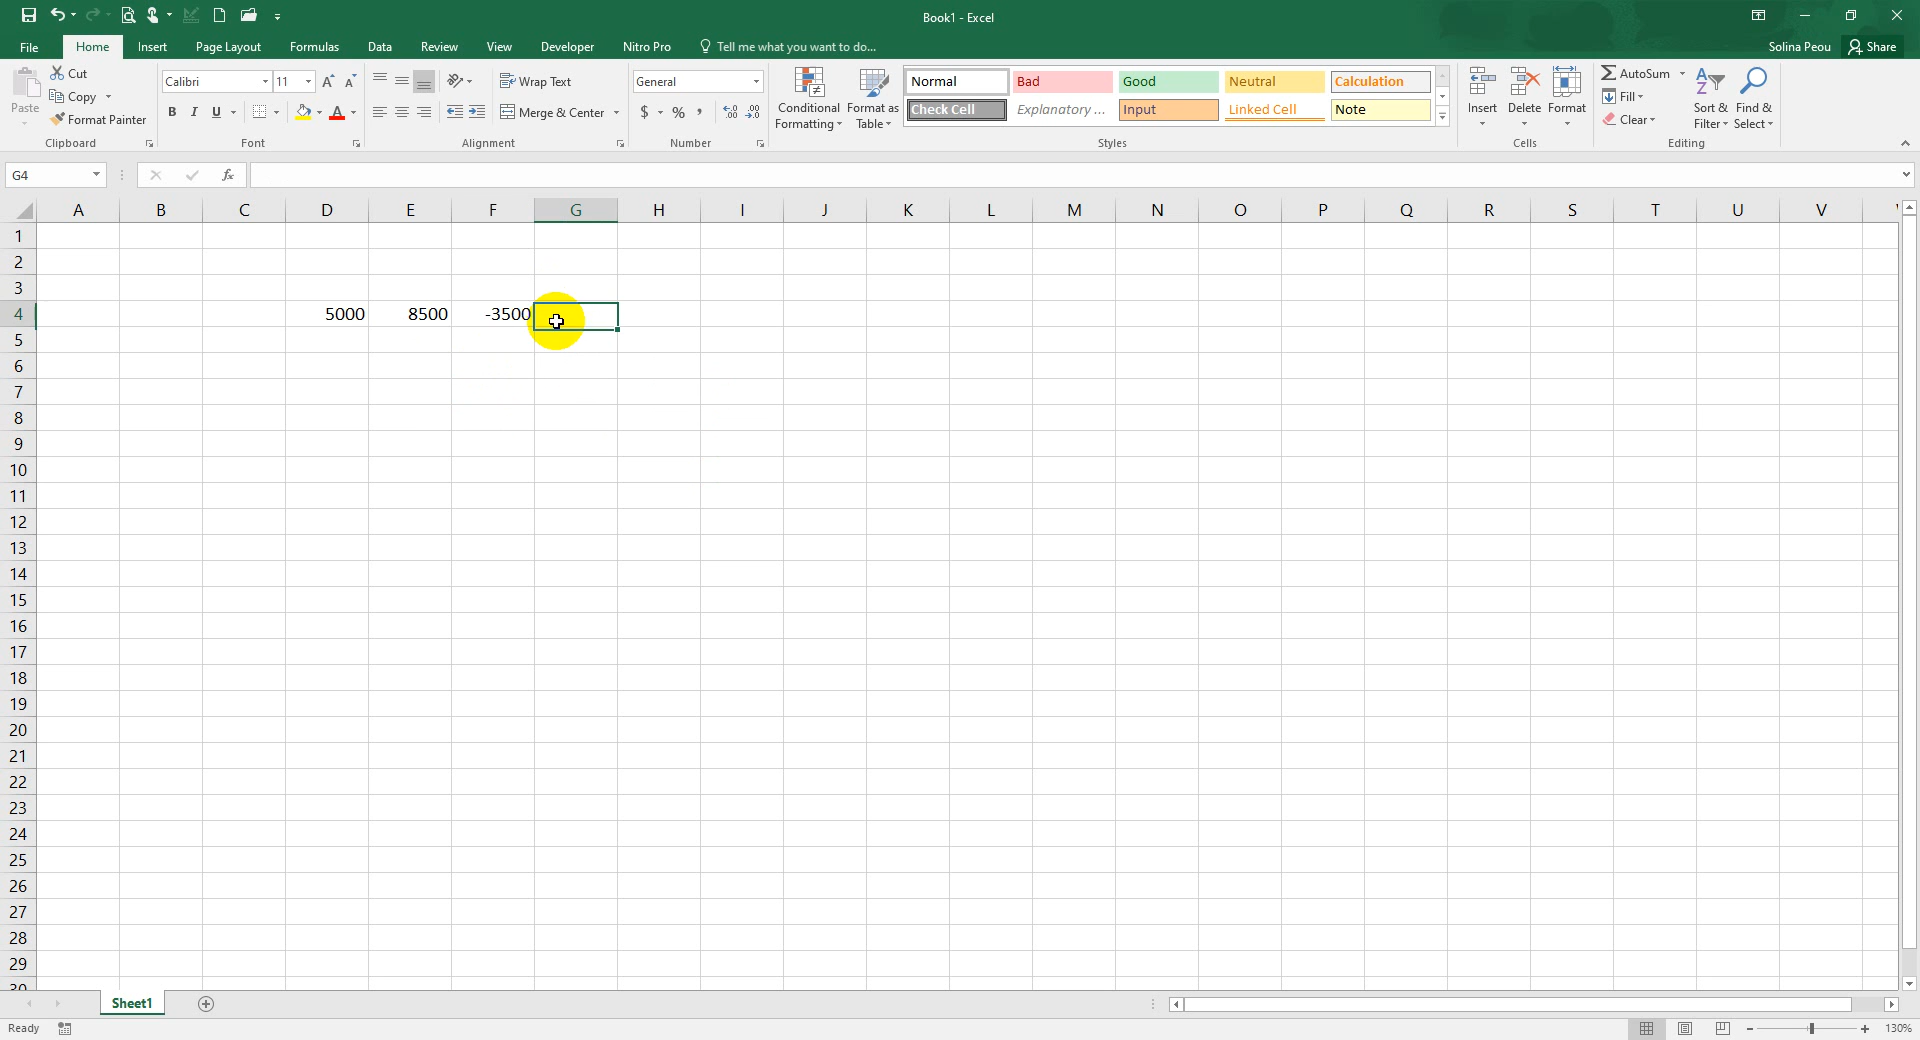 Book1 - Excel
File Home Insert Page Layout Formulas Data Review View Developer Nitro Pro Tell me what you want to do... Solina Peou Share
Paste
Cut
Copy
Format Painter
Clipboard
Calibri 11
B I U
Font
Wrap Text
Merge & Center
Alignment
General
$ % ,
Number
Conditional
Formatting
Format as
Table
Normal Bad Good Neutral Calculation
Check Cell Explanatory ... Input Linked Cell Note
Styles
Insert Delete Format
Cells
AutoSum
Fill
Clear
Sort &
Filter
Find &
Select
Editing
G4 fx
A B C D E F G H I J K L M N O P Q R S T U V
1
2
3
4 5000 8500 -3500
5
6
7
8
9
10
11
12
13
14
15
16
17
18
19
20
21
22
23
24
25
26
27
28
29
30
Sheet1
Ready 130%